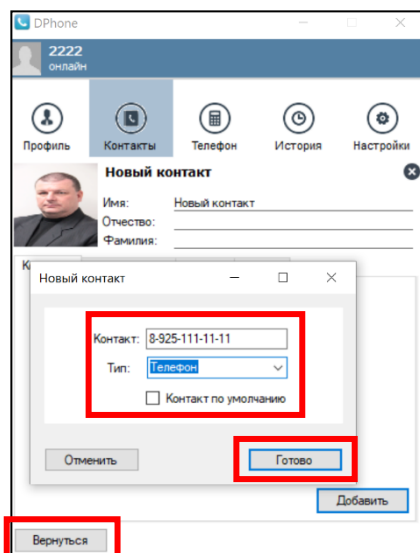 DPhone
2222
онлайн
Профиль Контакты Телефон История Настройки
Новый контакт
Имя: Новый контакт
Отчество:
Фамилия:
Новый контакт
Контакт: 8-925-111-11-11
Тип: Телефон
Контакт по умолчанию
Отменить Готово
Добавить
Вернуться